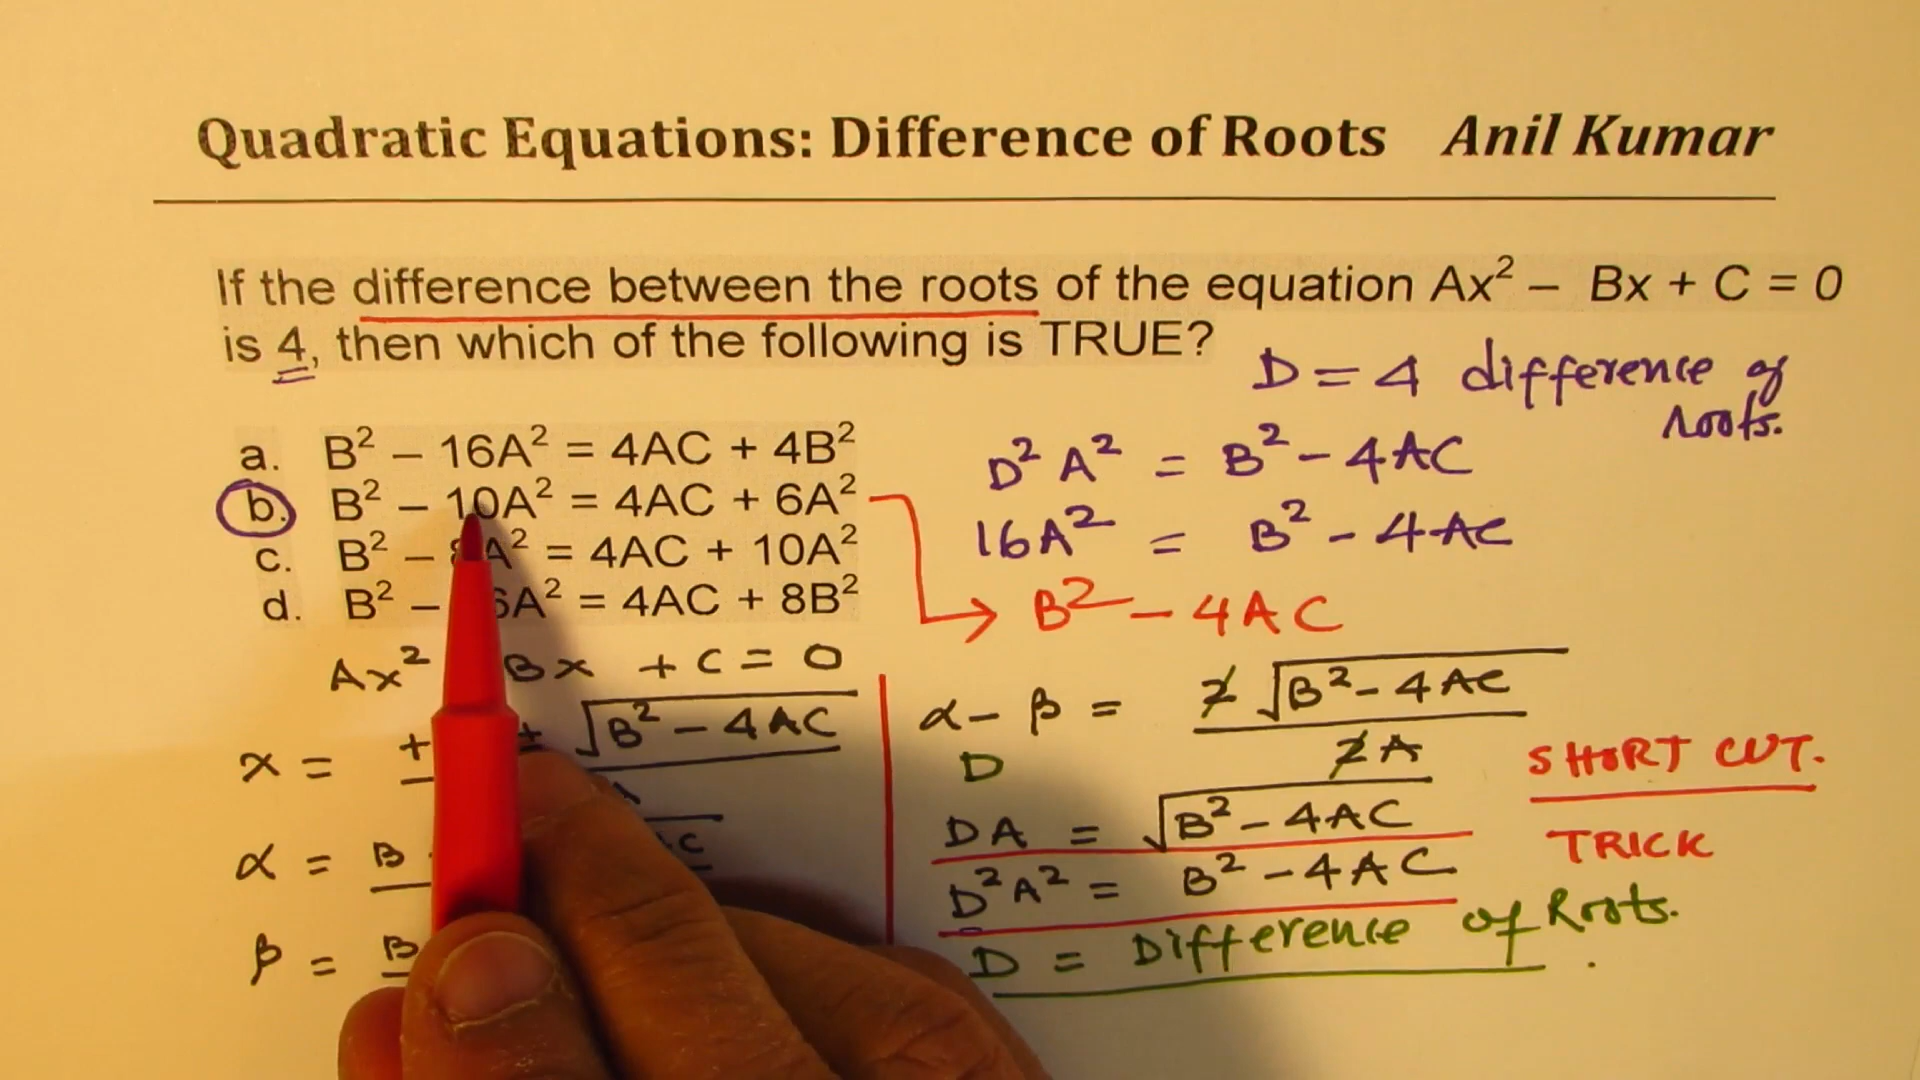 Quadratic Equations: Difference of Roots Anil Kumar
If the difference between the roots of the equation Ax² – Bx + C = 0
is 4, then which of the following is TRUE?
D = 4 difference of
roots.
a. B² – 16A² = 4AC + 4B²
b. B² – 10A² = 4AC + 6A²
c. B² – 8A² = 4AC + 10A²
d. B² – 6A² = 4AC + 8B²
D²A² = B² - 4AC
16A² = B² - 4AC
B² - 4AC
Ax² Bx + C = 0
x = + ± √B² - 4AC
α = B
β = B
α - β = 2 √B² - 4AC
2A
D
DA = √B² - 4AC
D²A² = B² - 4AC
D = Difference of Roots.
SHORT CUT.
TRICK